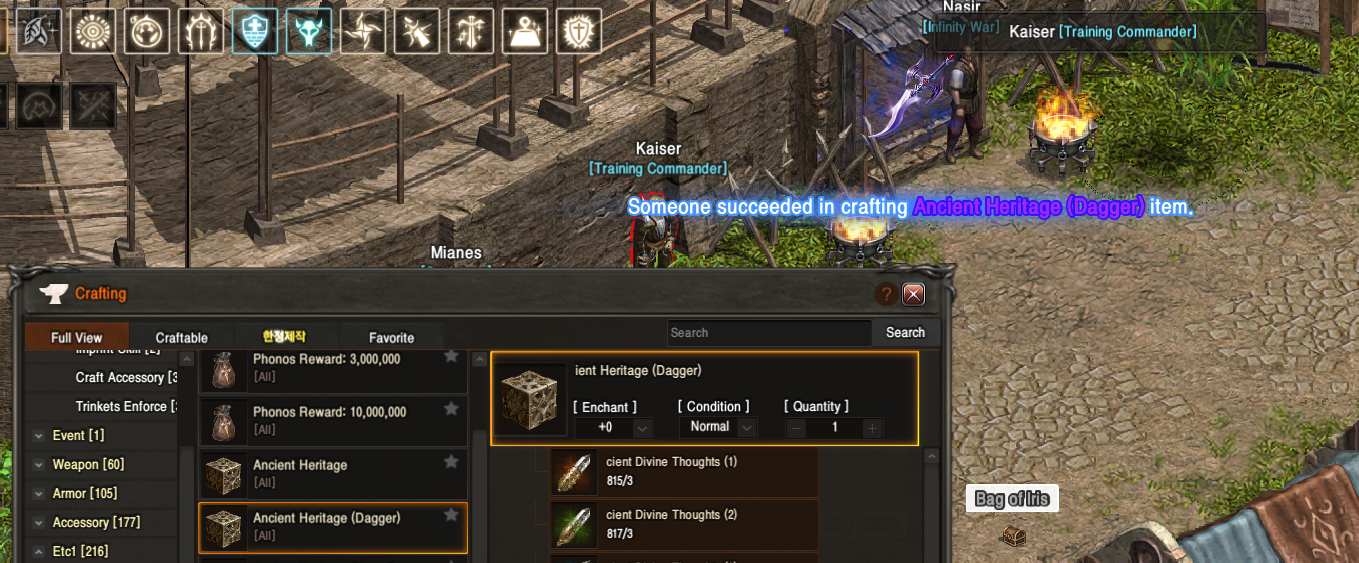 Nasir
[Infinity War]
Kaiser [Training Commander]
Kaiser
[Training Commander]
Someone succeeded in crafting Ancient Heritage (Dagger) item.
Mianes
Crafting
?
Full View
Craftable
한정제작
Favorite
Search
Search
Imprint Skill [2]
Craft Accessory [3
Trinkets Enforce [
Event [1]
Weapon [60]
Armor [105]
Accessory [177]
Etc1 [216]
Phonos Reward: 3,000,000
[All]
Phonos Reward: 10,000,000
[All]
Ancient Heritage
[All]
Ancient Heritage (Dagger)
[All]
ient Heritage (Dagger)
[ Enchant ]
[ Condition ]
[ Quantity ]
+0
Normal
1
cient Divine Thoughts (1)
815/3
cient Divine Thoughts (2)
817/3
Bag of Iris